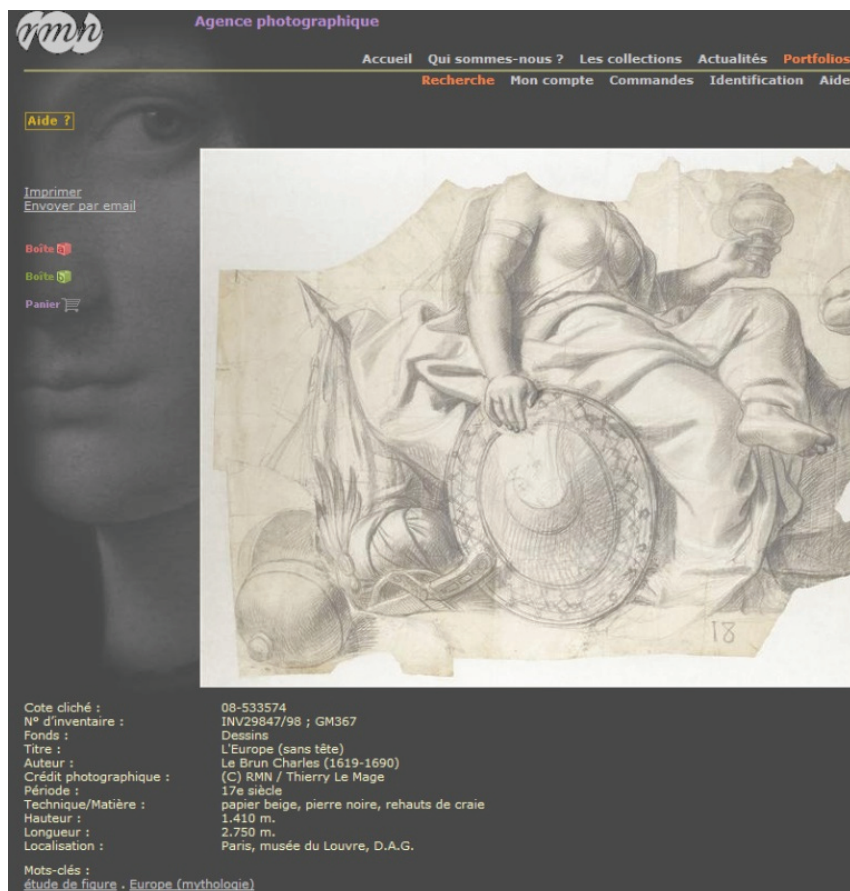 rmn
Agence photographique
Accueil Qui sommes-nous ? Les collections Actualités Portfolios
Recherche Mon compte Commandes Identification Aide
Aide ?
Imprimer
Envoyer par email
Boîte a
Boîte b
Panier
18
Cote cliché : 08-533574
N° d'inventaire : INV29847/98 ; GM367
Fonds : Dessins
Titre : L'Europe (sans tête)
Auteur : Le Brun Charles (1619-1690)
Crédit photographique : (C) RMN / Thierry Le Mage
Période : 17e siècle
Technique/Matière : papier beige, pierre noire, rehauts de craie
Hauteur : 1.410 m.
Longueur : 2.750 m.
Localisation : Paris, musée du Louvre, D.A.G.
Mots-clés :
étude de figure . Europe (mythologie)